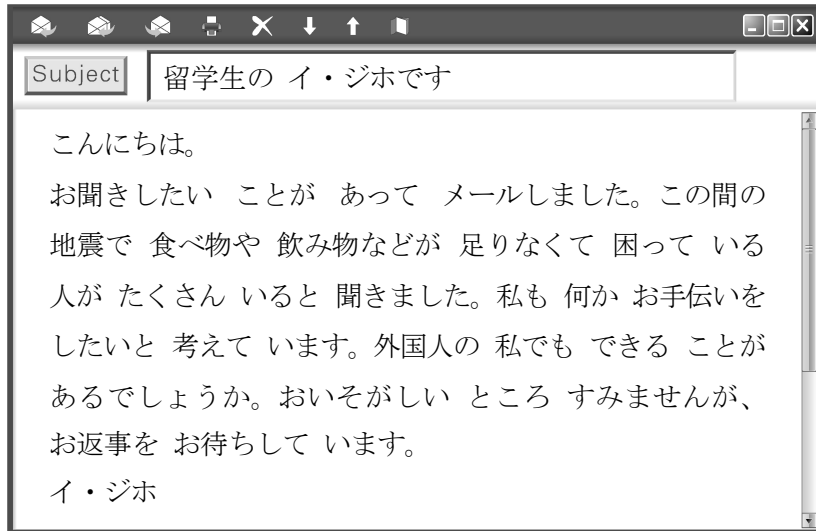 Subject 留学生の イ・ジホです
こんにちは。
お聞きしたい ことが あって メールしました。この間の
地震で 食べ物や 飲み物などが 足りなくて 困って いる
人が たくさん いると 聞きました。私も 何か お手伝いを
したいと 考えて います。外国人の 私でも できる ことが
あるでしょうか。おいそがしい ところ すみませんが、
お返事を お待ちして います。
イ・ジホ